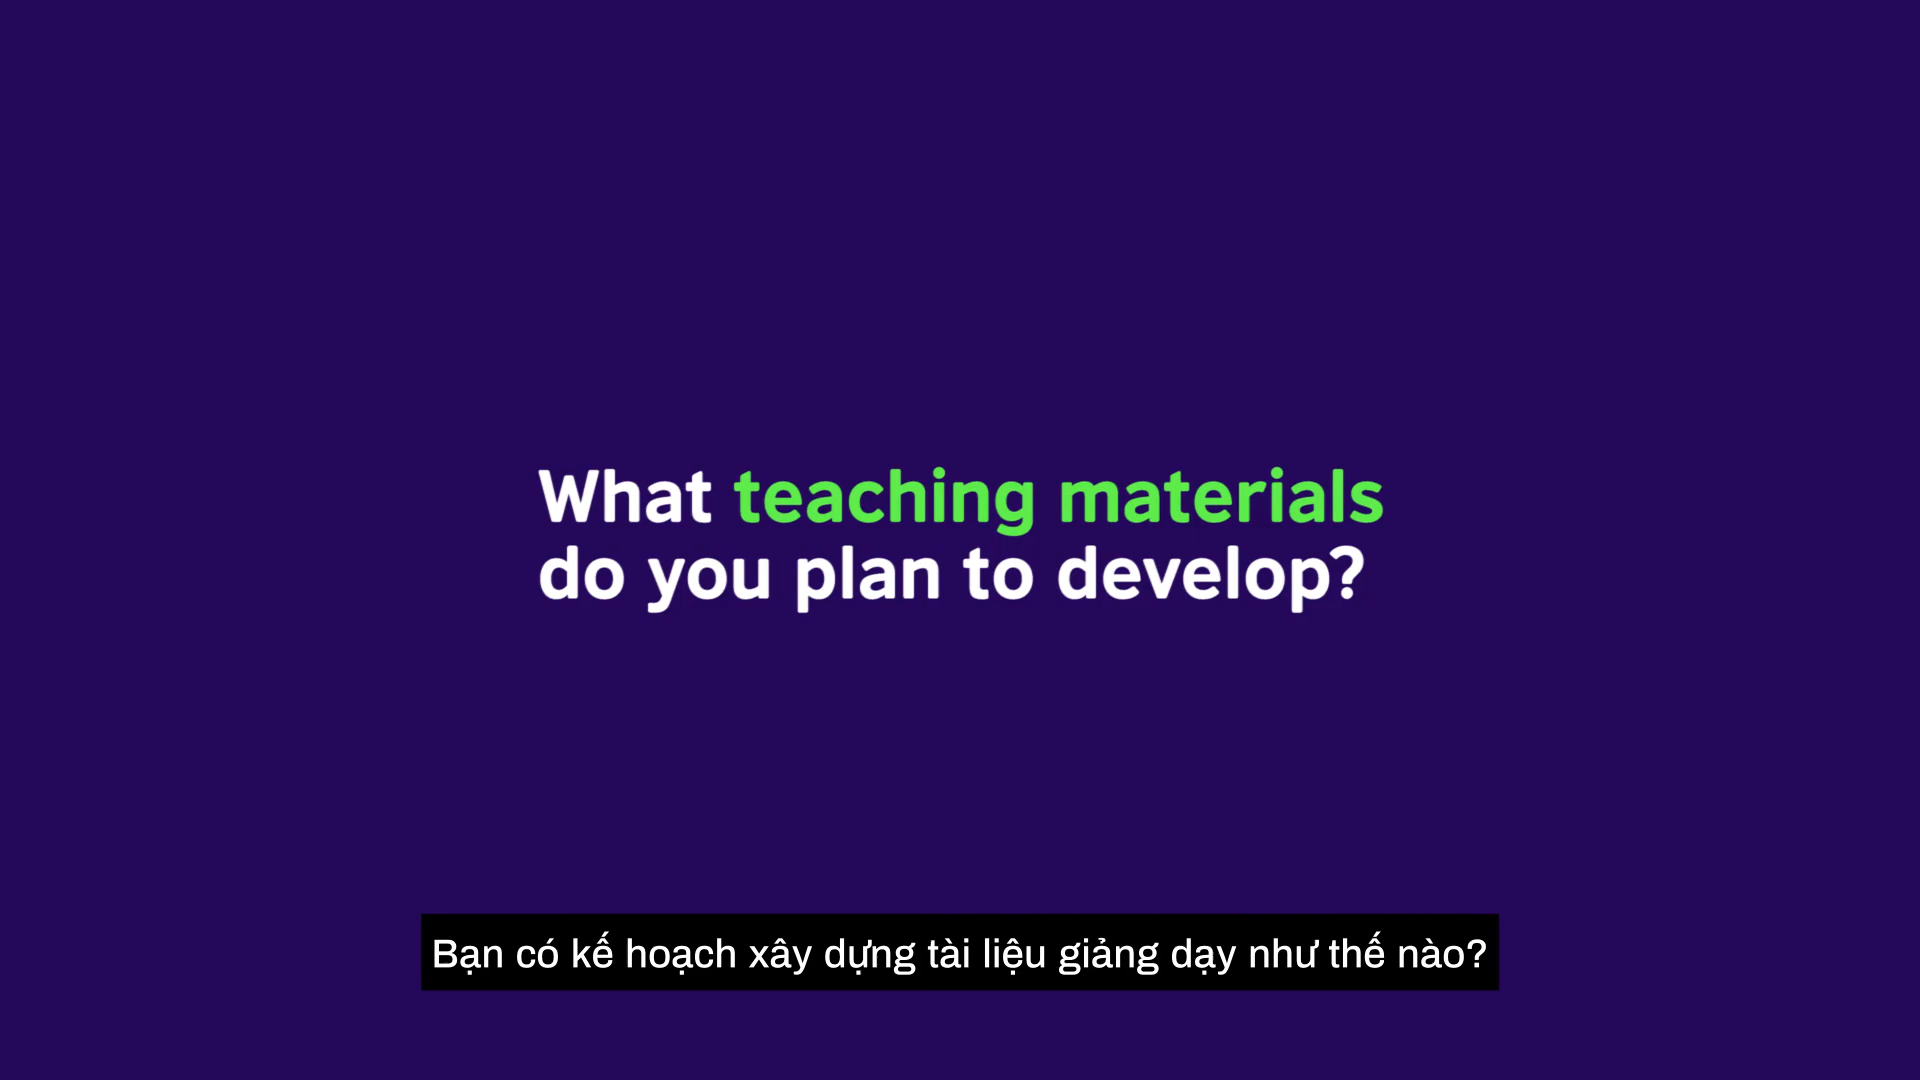 What teaching materials
do you plan to develop?
Bạn có kế hoạch xây dựng tài liệu giảng dạy như thế nào?